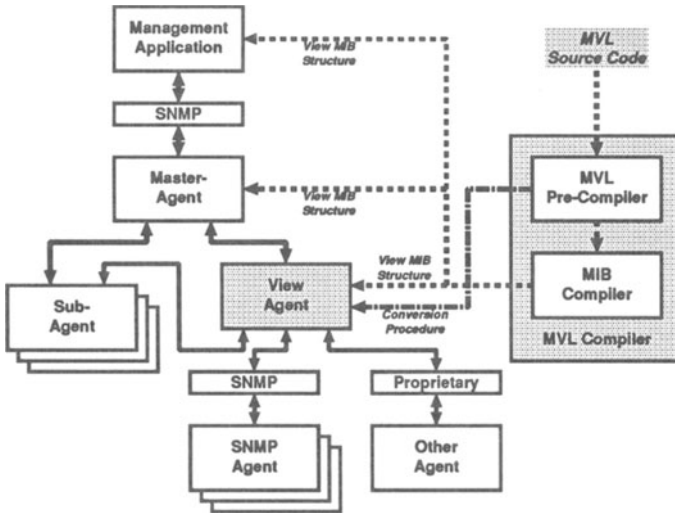 Management
Application
View MIB
Structure
MVL
Source Code
SNMP
Master-
Agent
View MIB
Structure
MVL
Pre-Compiler
View MIB
Structure
MIB
Compiler
Sub-
Agent
View
Agent
Conversion
Procedure
MVL Compiler
SNMP
Proprietary
SNMP
Agent
Other
Agent